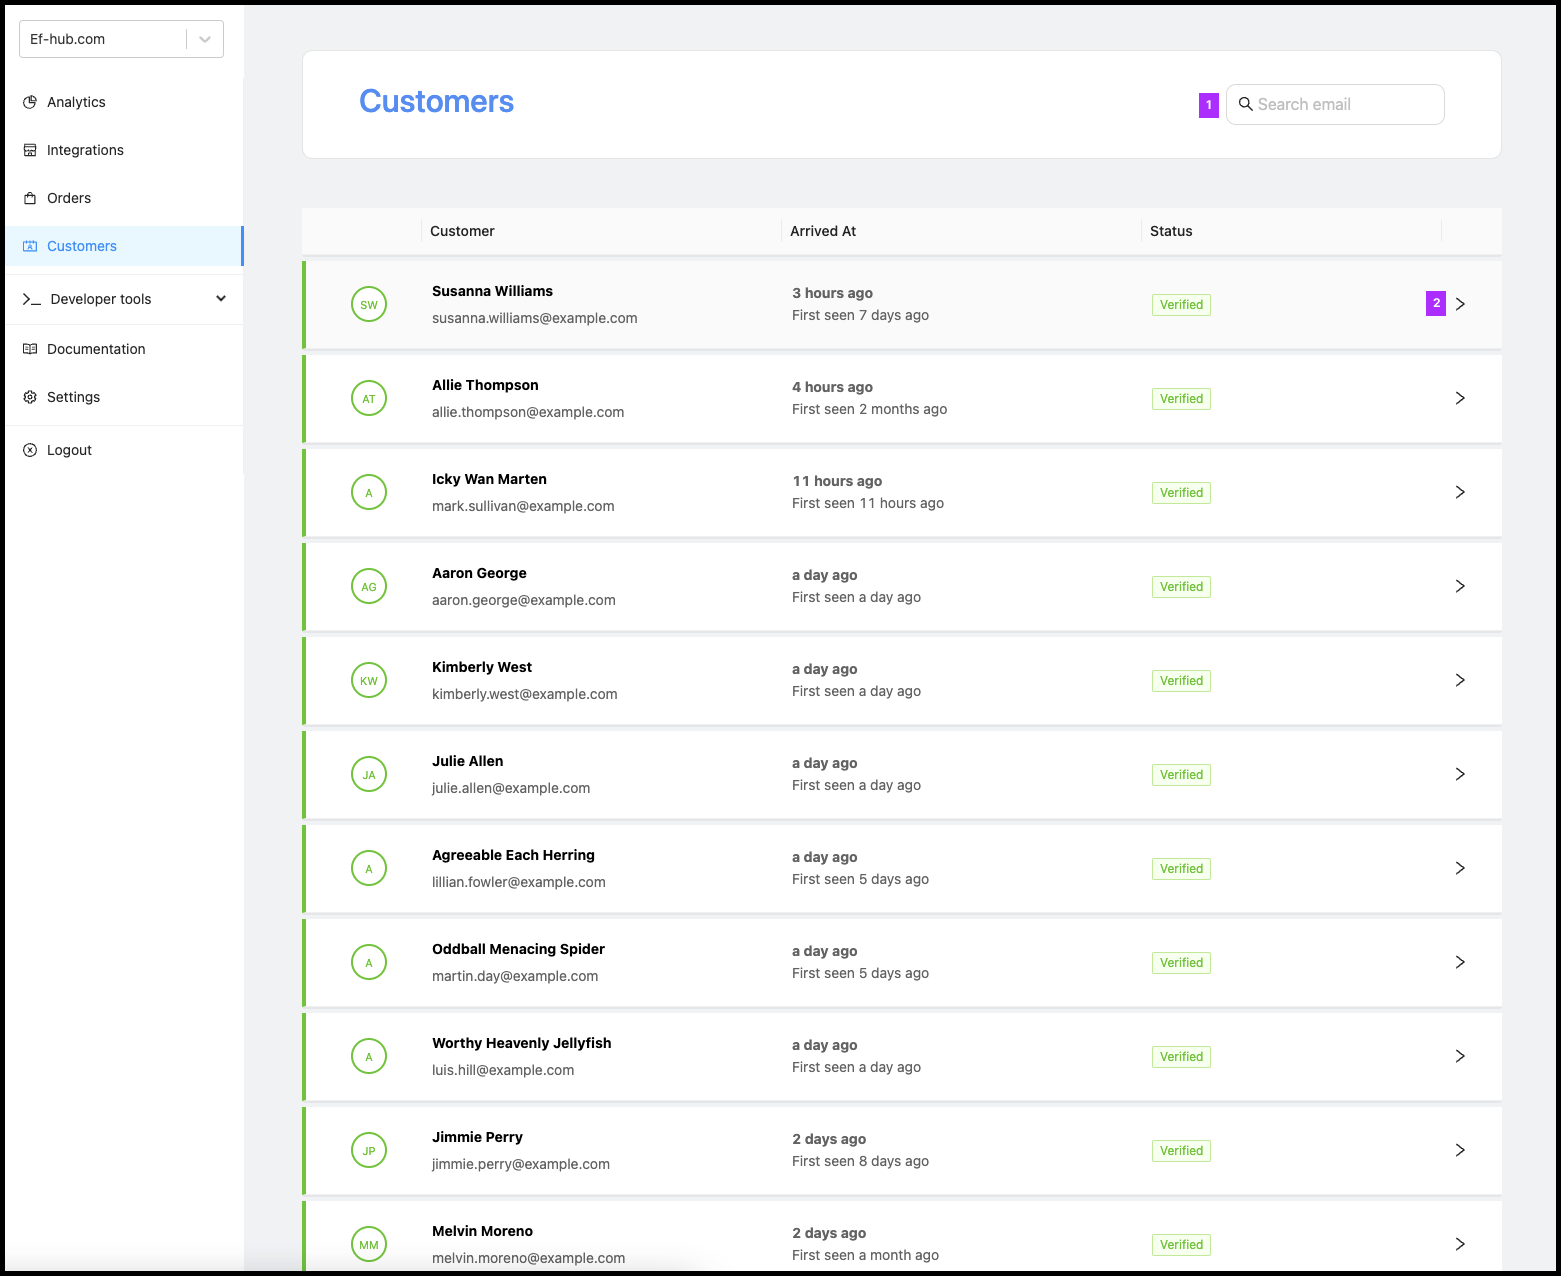 Ef-hub.com
Analytics
Integrations
Orders
Customers
Developer tools
Documentation
Settings
Logout
Customers
1
Search email
Customer Arrived At Status
SW
Susanna Williams
susanna.williams@example.com
3 hours ago
First seen 7 days ago
Verified
2
AT
Allie Thompson
allie.thompson@example.com
4 hours ago
First seen 2 months ago
Verified
A
Icky Wan Marten
mark.sullivan@example.com
11 hours ago
First seen 11 hours ago
Verified
AG
Aaron George
aaron.george@example.com
a day ago
First seen a day ago
Verified
KW
Kimberly West
kimberly.west@example.com
a day ago
First seen a day ago
Verified
JA
Julie Allen
julie.allen@example.com
a day ago
First seen a day ago
Verified
A
Agreeable Each Herring
lillian.fowler@example.com
a day ago
First seen 5 days ago
Verified
A
Oddball Menacing Spider
martin.day@example.com
a day ago
First seen 5 days ago
Verified
A
Worthy Heavenly Jellyfish
luis.hill@example.com
a day ago
First seen a day ago
Verified
JP
Jimmie Perry
jimmie.perry@example.com
2 days ago
First seen 8 days ago
Verified
MM
Melvin Moreno
melvin.moreno@example.com
2 days ago
First seen a month ago
Verified